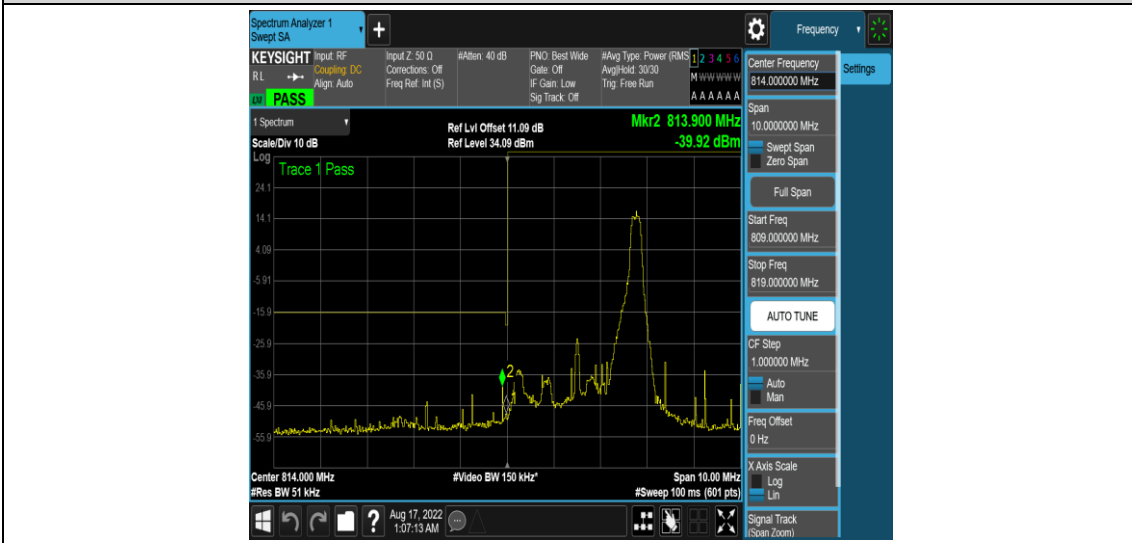 Spectrum Analyzer 1
Swept SA
+
Frequency
KEYSIGHT
RL
PASS
Input: RF
Coupling: DC
Align: Auto
Input Z: 50 Ω
Corrections: Off
Freq Ref: Int (S)
#Atten: 40 dB
PNO: Best Wide
Gate: Off
IF Gain: Low
Sig Track: Off
#Avg Type: Power (RMS
Avg|Hold: 30/30
Trig: Free Run
1 2 3 4 5 6
M W W W W W
A A A A A A
1 Spectrum
Scale/Div 10 dB
Ref Lvl Offset 11.09 dB
Ref Level 34.09 dBm
Mkr2 813.900 MHz
-39.92 dBm
Log
Trace 1 Pass
24.1
14.1
4.09
-5.91
-15.9
-25.9
-35.9
-45.9
-55.9
2
Center 814.000 MHz
#Res BW 51 kHz
#Video BW 150 kHz*
Span 10.00 MHz
#Sweep 100 ms (601 pts)
?
Aug 17, 2022
1:07:13 AM
Center Frequency
814.000000 MHz
Settings
Span
10.0000000 MHz
Swept Span
Zero Span
Full Span
Start Freq
809.000000 MHz
Stop Freq
819.000000 MHz
AUTO TUNE
CF Step
1.000000 MHz
Auto
Man
Freq Offset
0 Hz
X Axis Scale
Log
Lin
Signal Track
(Span Zoom)